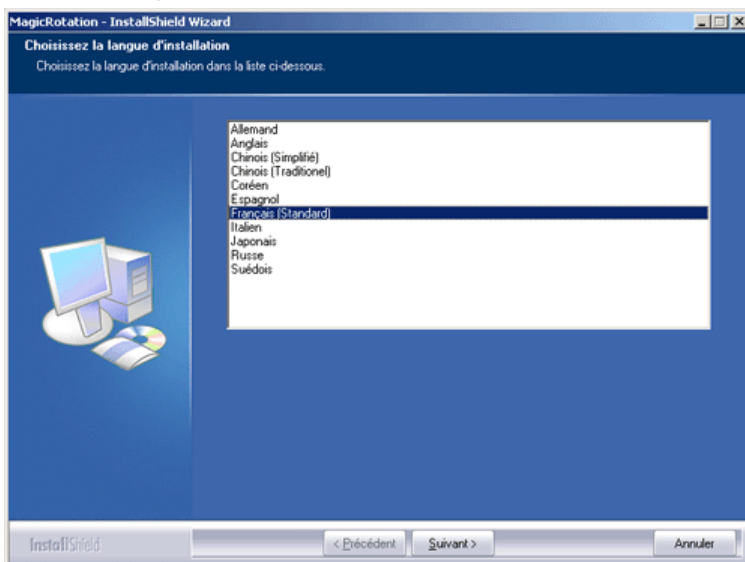 MagicRotation - InstallShield Wizard
Choisissez la langue d'installation
Choisissez la langue d'installation dans la liste ci-dessous.
Allemand
Anglais
Chinois (Simplifié)
Chinois (Traditionel)
Coréen
Espagnol
Français (Standard)
Italien
Japonais
Russe
Suédois
InstallShield
< Précédent
Suivant >
Annuler